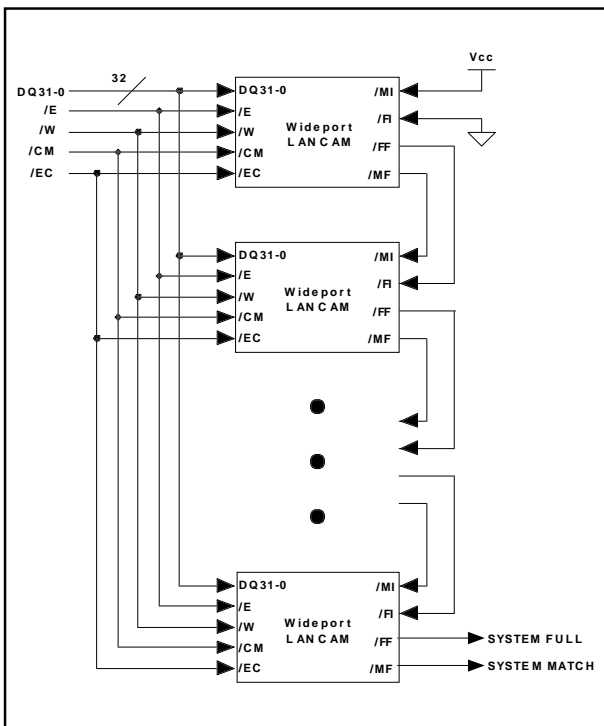 Vcc
32
DQ31-0
/E
/W
/CM
/EC
DQ31-0
/E
/W
/CM
/EC
Wideport
LANCAM
/MI
/FI
/FF
/MF
DQ31-0
/E
/W
/CM
/EC
Wideport
LANCAM
/MI
/FI
/FF
/MF
DQ31-0
/E
/W
/CM
/EC
Wideport
LANCAM
/MI
/FI
/FF
/MF
SYSTEM FULL
SYSTEM MATCH